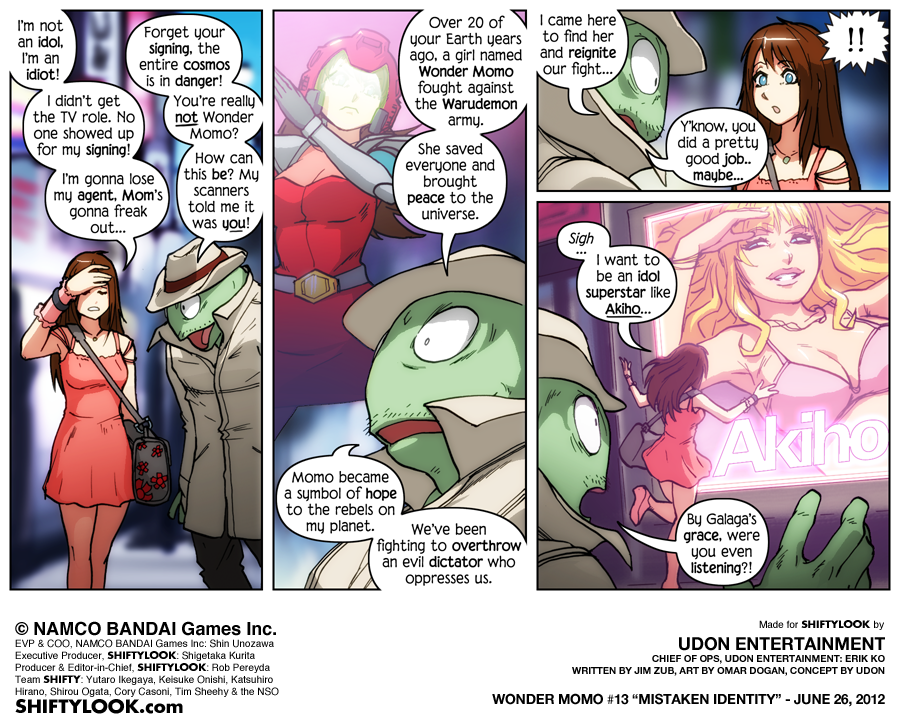 I'm not
an idol,
I'm an
idiot!
Forget your
signing, the
entire cosmos
is in danger!
I didn't get
the TV role. No
one showed up
for my signing!
You're really
not Wonder
Momo?
I'm gonna lose
my agent, Mom's
gonna freak
out...
How can
this be? My
scanners
told me it
was you!
Over 20 of
your Earth years
ago, a girl named
Wonder Momo
fought against
the Warudemon
army.
She saved
everyone and
brought
peace to the
universe.
Momo became
a symbol of hope
to the rebels on
my planet.
We've been
fighting to overthrow
an evil dictator who
oppresses us.
I came here
to find her
and reignite
our fight...
!!
Y'know, you
did a pretty
good job..
maybe...
Sigh
...
I want to
be an idol
superstar like
Akiho...
Akiho
By Galaga's
grace, were
you even
listening?!
© NAMCO BANDAI Games Inc.
EVP & COO, NAMCO BANDAI Games Inc: Shin Unozawa
Executive Producer, SHIFTYLOOK: Shigetaka Kurita
Producer & Editor-in-Chief, SHIFTYLOOK: Rob Pereyda
Team SHIFTY: Yutaro Ikegaya, Keisuke Onishi, Katsuhiro
Hirano, Shirou Ogata, Cory Casoni, Tim Sheehy & the NSO
SHIFTYLOOK.com
Made for SHIFTYLOOK by
UDON ENTERTAINMENT
CHIEF OF OPS, UDON ENTERTAINMENT: ERIK KO
WRITTEN BY JIM ZUB, ART BY OMAR DOGAN, CONCEPT BY UDON
WONDER MOMO #13 “MISTAKEN IDENTITY” - JUNE 26, 2012